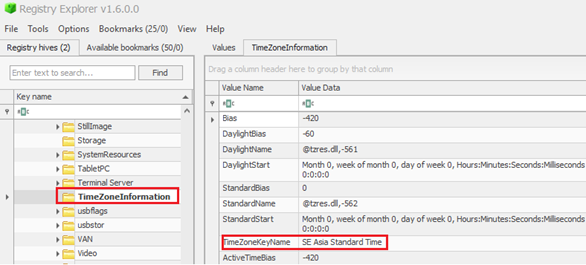 Registry Explorer v1.6.0.0
File Tools Options Bookmarks (25/0) View Help
Registry hives (2) Available bookmarks (50/0)
Enter text to search... Find
Key name
StillImage
Storage
SystemResources
TabletPC
Terminal Server
TimeZoneInformation
usbflags
usbstor
VAN
Video
Values TimeZoneInformation
Drag a column header here to group by that column
Value Name Value Data
Bias -420
DaylightBias -60
DaylightName @tzres.dll,-561
DaylightStart Month 0, week of month 0, day of week 0, Hours:Minutes:Seconds:Milliseconds
0:0:0:0
StandardBias 0
StandardName @tzres.dll,-562
StandardStart Month 0, week of month 0, day of week 0, Hours:Minutes:Seconds:Milliseconds
0:0:0:0
TimeZoneKeyName SE Asia Standard Time
ActiveTimeBias -420